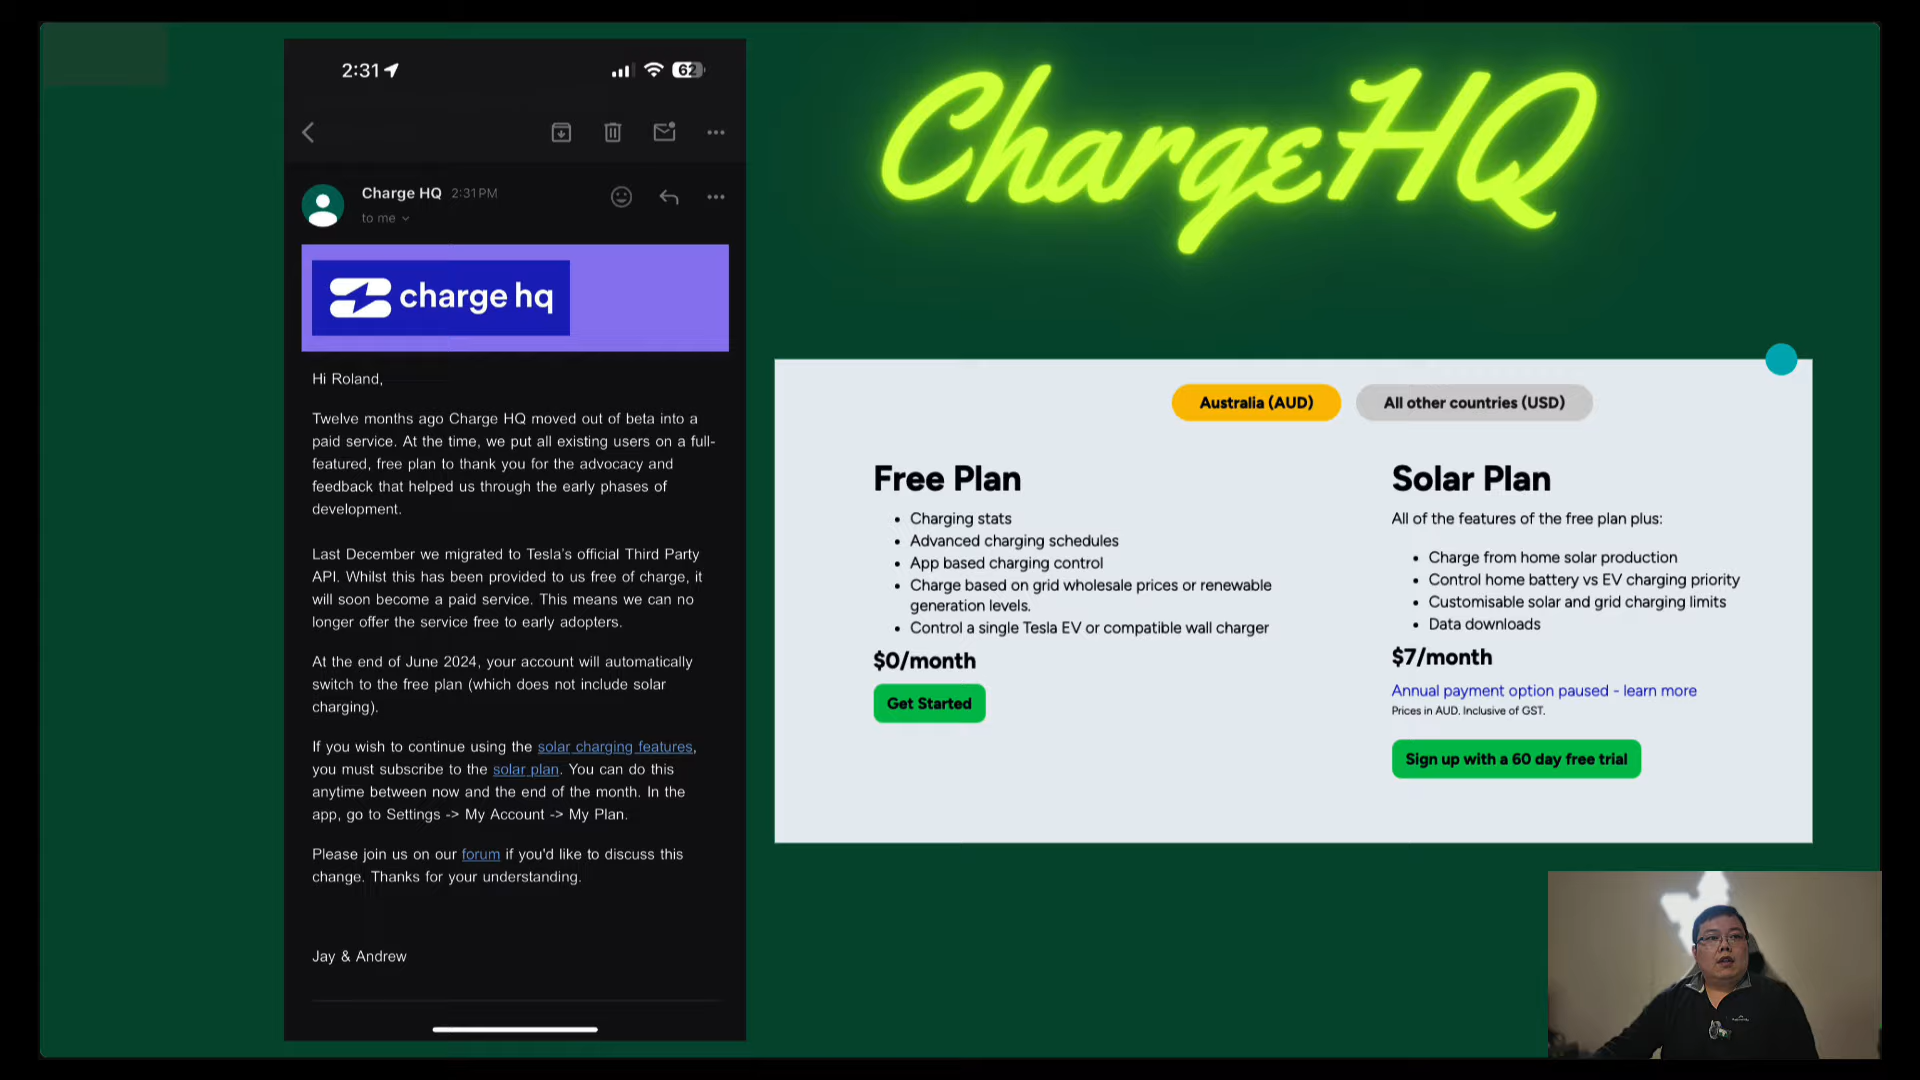 2:31
62
Charge HQ 2:31 PM
to me
charge hq
Hi Roland,
Twelve months ago Charge HQ moved out of beta into a
paid service. At the time, we put all existing users on a full-
featured, free plan to thank you for the advocacy and
feedback that helped us through the early phases of
development.
Last December we migrated to Tesla's official Third Party
API. Whilst this has been provided to us free of charge, it
will soon become a paid service. This means we can no
longer offer the service free to early adopters.
At the end of June 2024, your account will automatically
switch to the free plan (which does not include solar
charging).
If you wish to continue using the solar charging features,
you must subscribe to the solar plan. You can do this
anytime between now and the end of the month. In the
app, go to Settings -> My Account -> My Plan.
Please join us on our forum if you'd like to discuss this
change. Thanks for your understanding.
Jay & Andrew
ChargeHQ
Australia (AUD)
All other countries (USD)
Free Plan
• Charging stats
• Advanced charging schedules
• App based charging control
• Charge based on grid wholesale prices or renewable
generation levels.
• Control a single Tesla EV or compatible wall charger
$0/month
Get Started
Solar Plan
All of the features of the free plan plus:
• Charge from home solar production
• Control home battery vs EV charging priority
• Customisable solar and grid charging limits
• Data downloads
$7/month
Annual payment option paused - learn more
Prices in AUD. Inclusive of GST.
Sign up with a 60 day free trial